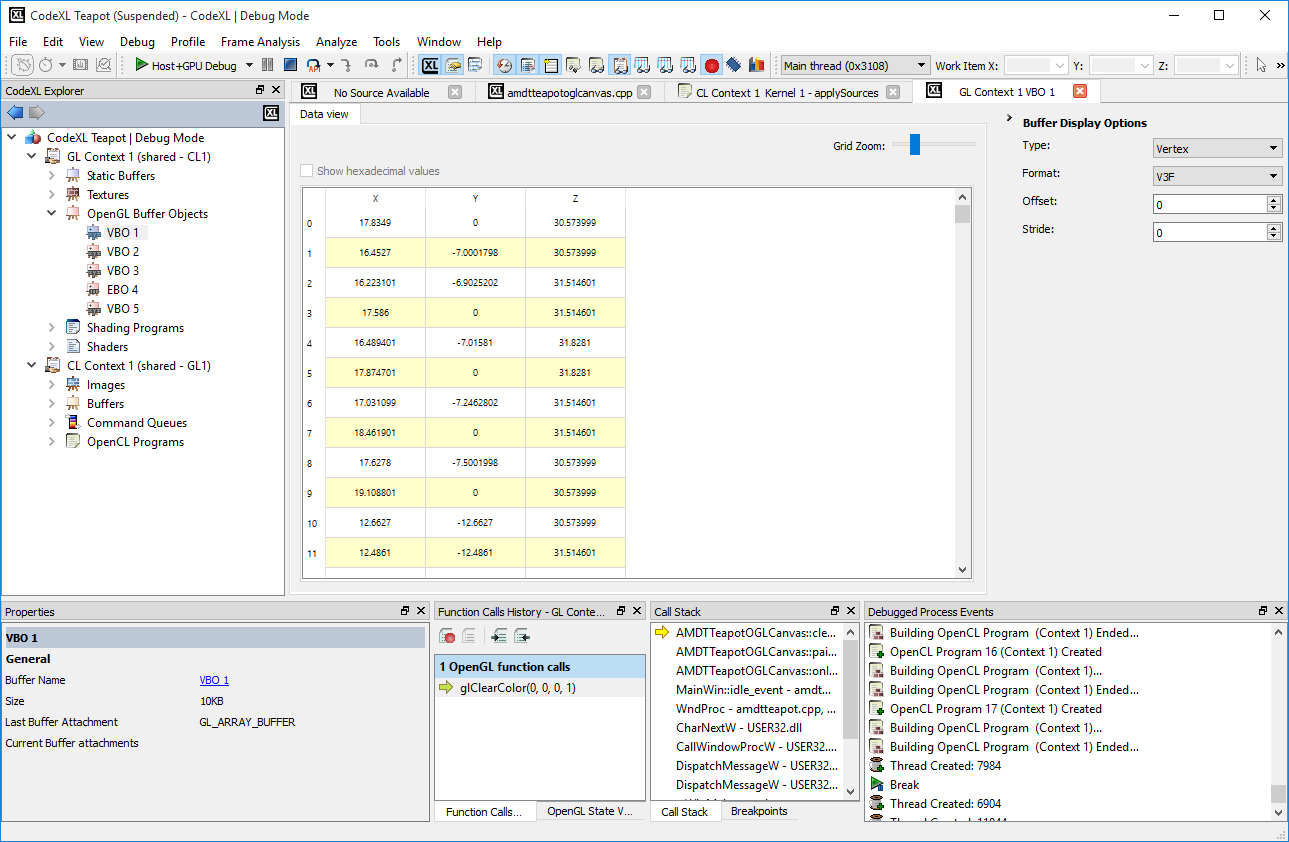 CodeXL Teapot (Suspended) - CodeXL | Debug Mode
File Edit View Debug Profile Frame Analysis Analyze Tools Window Help
Host+GPU Debug API XL Main thread (0x3108) Work Item X: Y: Z: »
CodeXL Explorer
XL No Source Available XL amdtteapotoglcanvas.cpp CL Context 1 Kernel 1 - applySources XL GL Context 1 VBO 1
XL
CodeXL Teapot | Debug Mode
GL Context 1 (shared - CL1)
Static Buffers
Textures
OpenGL Buffer Objects
VBO 1
VBO 2
VBO 3
EBO 4
VBO 5
Shading Programs
Shaders
CL Context 1 (shared - GL1)
Images
Buffers
Command Queues
OpenCL Programs
Data view
Grid Zoom:
Show hexadecimal values
X Y Z
0 17.8349 0 30.573999
1 16.4527 -7.0001798 30.573999
2 16.223101 -6.9025202 31.514601
3 17.586 0 31.514601
4 16.489401 -7.01581 31.8281
5 17.874701 0 31.8281
6 17.031099 -7.2462802 31.514601
7 18.461901 0 31.514601
8 17.6278 -7.5001998 30.573999
9 19.108801 0 30.573999
10 12.6627 -12.6627 30.573999
11 12.4861 -12.4861 31.514601
Buffer Display Options
Type: Vertex
Format: V3F
Offset: 0
Stride: 0
Properties
VBO 1
General
Buffer Name VBO 1
Size 10KB
Last Buffer Attachment GL_ARRAY_BUFFER
Current Buffer attachments
Function Calls History - GL Conte...
1 OpenGL function calls
glClearColor(0, 0, 0, 1)
Function Calls... OpenGL State V...
Call Stack
AMDTTeapotOGLCanvas::cle...
AMDTTeapotOGLCanvas::pai...
AMDTTeapotOGLCanvas::onI...
MainWin::idle_event - amdt...
WndProc - amdtteapot.cpp, ...
CharNextW - USER32.dll
CallWindowProcW - USER32....
DispatchMessageW - USER32...
DispatchMessageW - USER32...
Call Stack Breakpoints
Debugged Process Events
Building OpenCL Program (Context 1) Ended...
OpenCL Program 16 (Context 1) Created
Building OpenCL Program (Context 1)...
Building OpenCL Program (Context 1) Ended...
OpenCL Program 17 (Context 1) Created
Building OpenCL Program (Context 1)...
Building OpenCL Program (Context 1) Ended...
Thread Created: 7984
Break
Thread Created: 6904